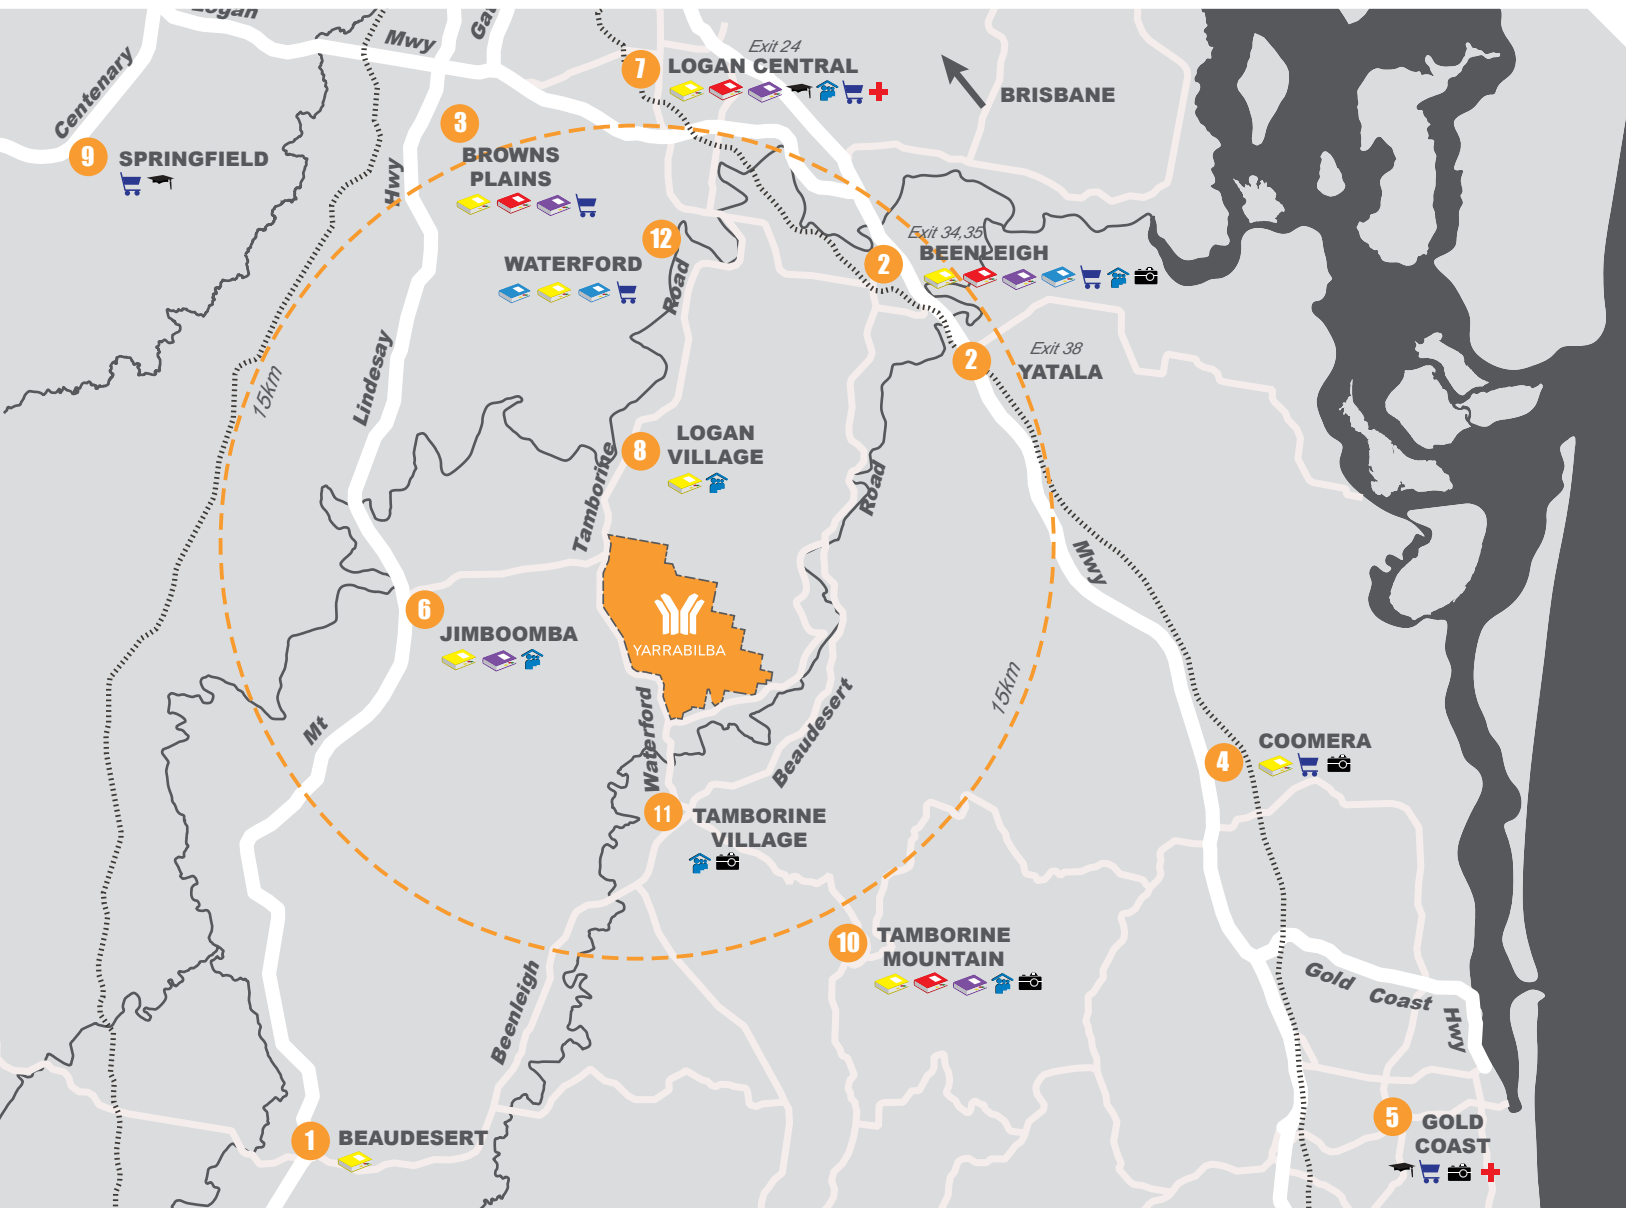 Logan
Mwy
Gat
Centenary
Exit 24
7
LOGAN CENTRAL
BRISBANE
3
BROWNS
PLAINS
9
SPRINGFIELD
Hwy
12
WATERFORD
Road
Exit 34,35
2
BEENLEIGH
Exit 38
2
YATALA
15km
Lindesay
8
LOGAN
VILLAGE
Tamborine
Road
Mwy
6
JIMBOOMBA
YARRABILBA
15km
Mt
Waterford
Beaudesert
4
COOMERA
11
TAMBORINE
VILLAGE
10
TAMBORINE
MOUNTAIN
Beenleigh
Gold Coast
Hwy
1
BEAUDESERT
5
GOLD
COAST